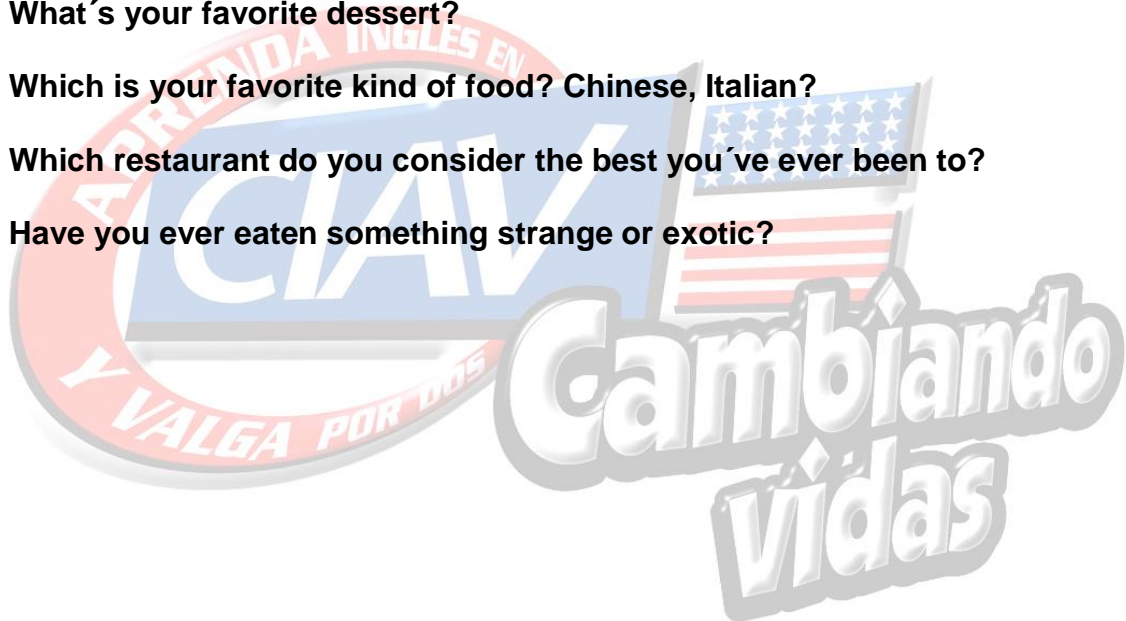 What´s your favorite dessert?
Which is your favorite kind of food? Chinese, Italian?
Which restaurant do you consider the best you´ve ever been to?
Have you ever eaten something strange or exotic?
APRENDA INGLES EN
CIAV
Y VALGA POR DOS
Cambiando
vidas